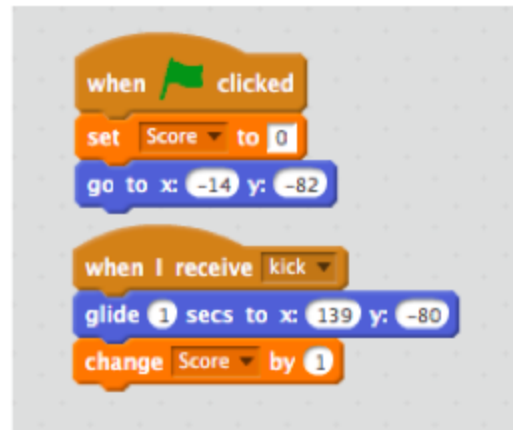 when clicked
set Score to 0
go to x: -14 y: -82
when I receive kick
glide 1 secs to x: 139 y: -80
change Score by 1